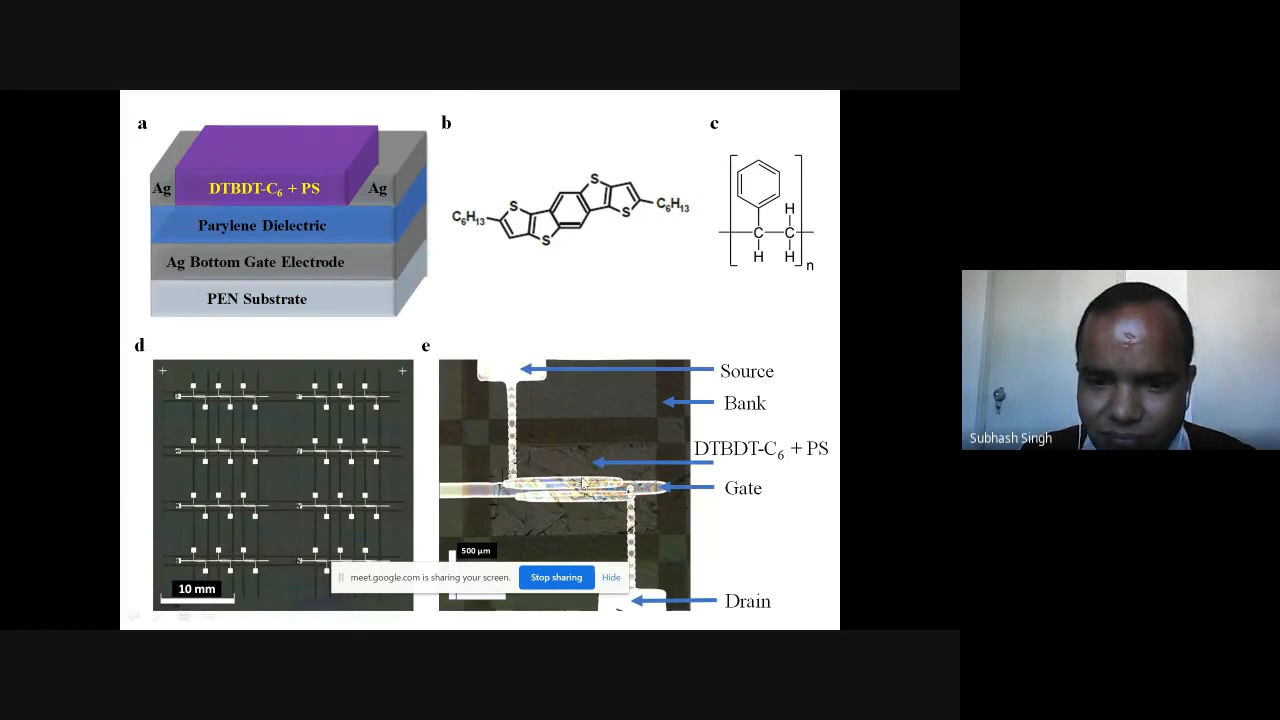 a
Ag
DTBDT-C₆ + PS
Ag
Parylene Dielectric
Ag Bottom Gate Electrode
PEN Substrate
b
C₆H₁₃
S
S
S
S
C₆H₁₃
c
H
C
C
H
H
n
d
10 mm
e
500 µm
Source
Bank
DTBDT-C₆ + PS
Gate
Drain
meet.google.com is sharing your screen.
Stop sharing
Hide
Subhash Singh